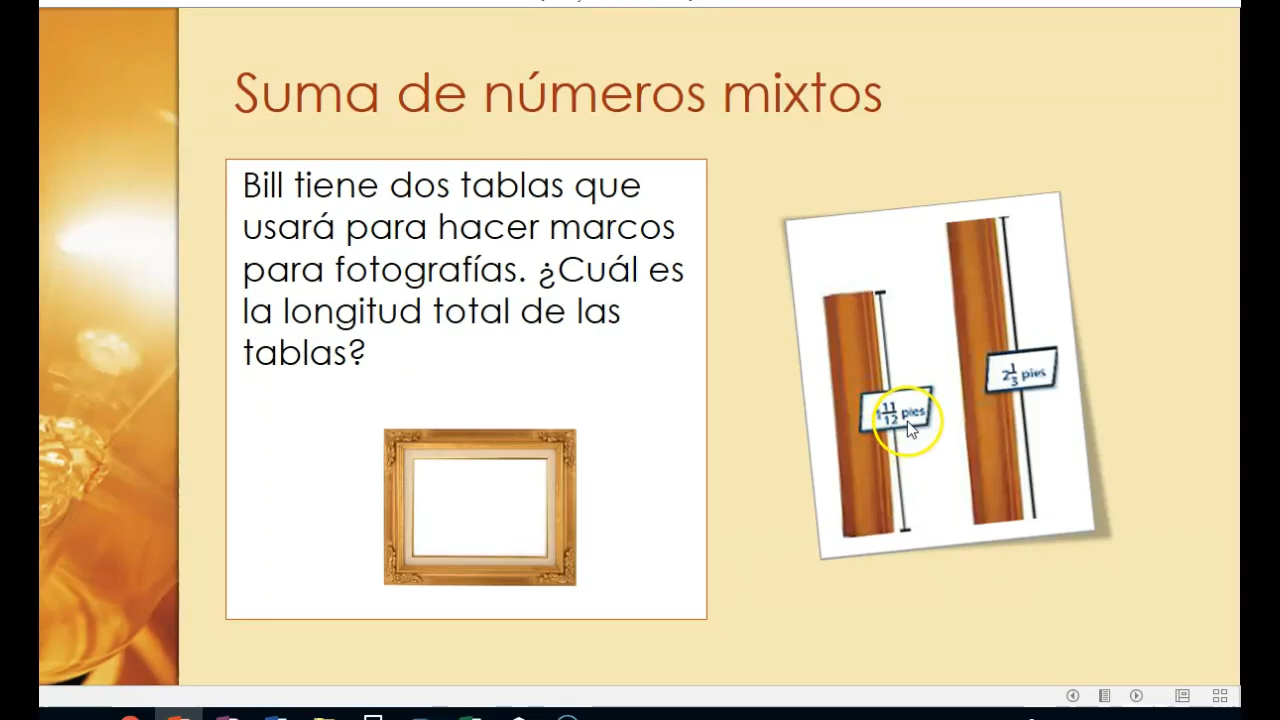 Suma de números mixtos
Bill tiene dos tablas que
usará para hacer marcos
para fotografías. ¿Cuál es
la longitud total de las
tablas?
1 11/12 pies
2 1/3 pies